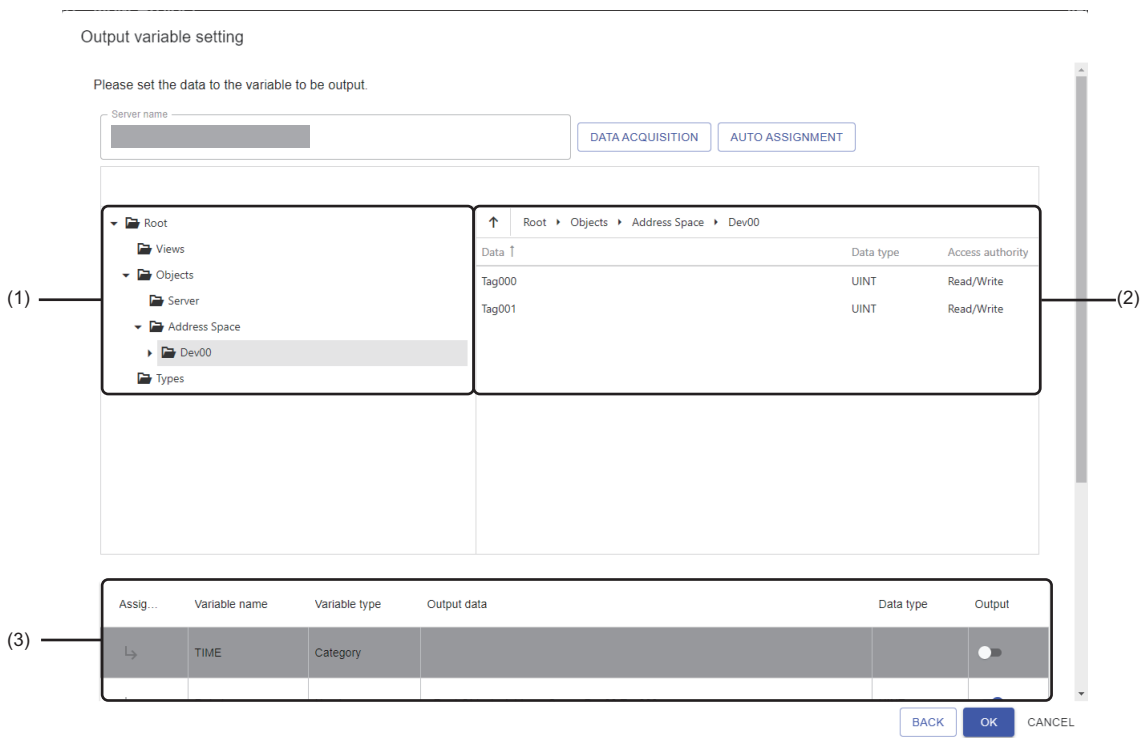 Output variable setting
Please set the data to the variable to be output.
Server name
DATA ACQUISITION AUTO ASSIGNMENT
Root
Views
Objects
Server
Address Space
Dev00
Types
(1)
Root Objects Address Space Dev00
Data Data type Access authority
Tag000 UINT Read/Write
Tag001 UINT Read/Write
(2)
Assig... Variable name Variable type Output data Data type Output
TIME Category
(3)
BACK OK CANCEL